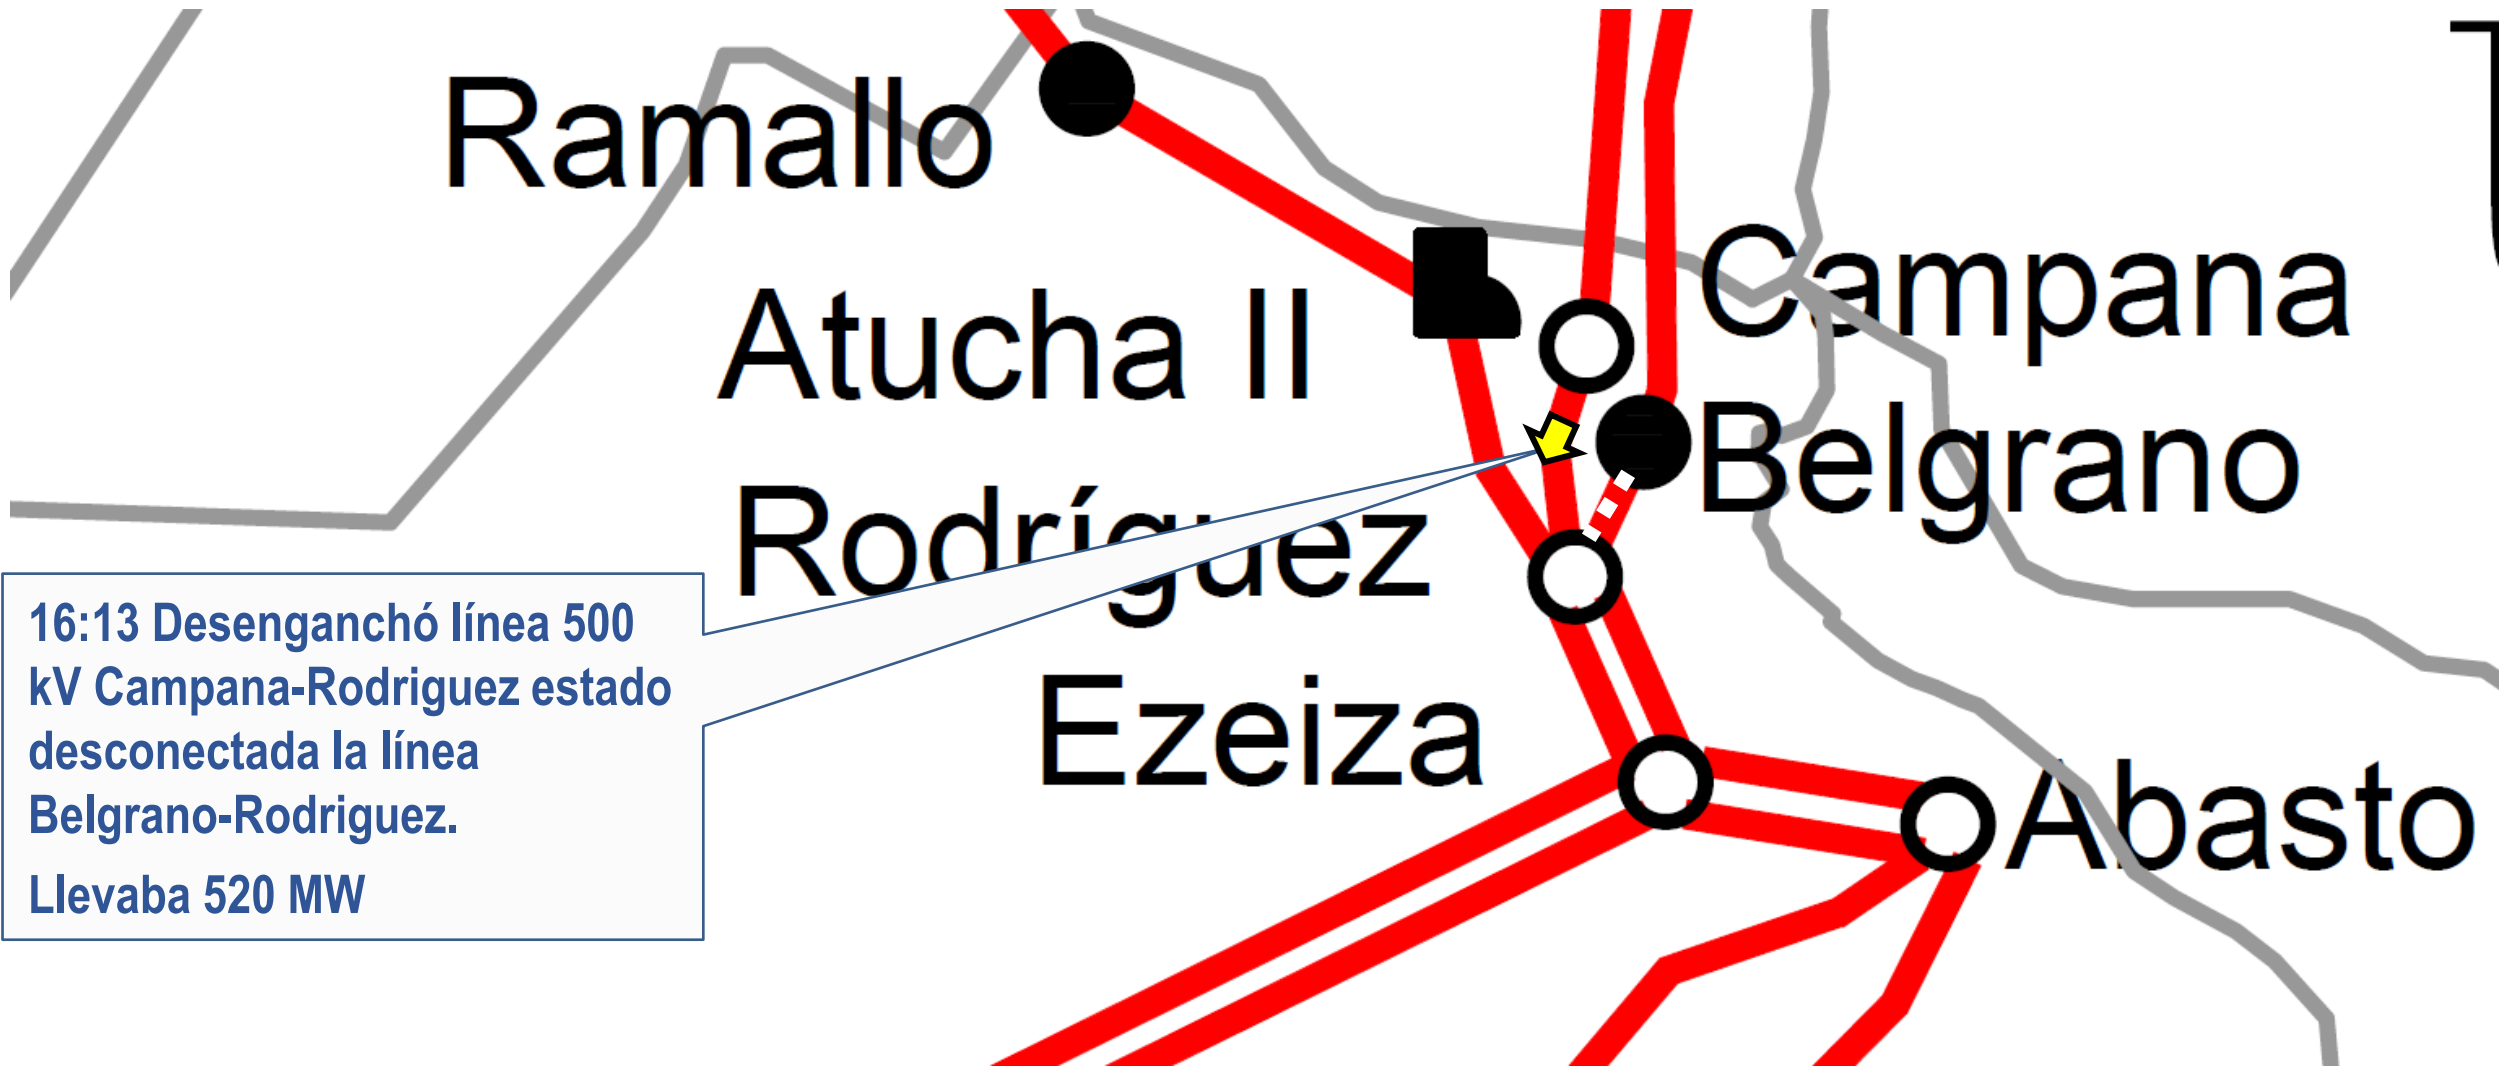 Ramallo
Campana
Atucha II
Belgrano
Rodríguez
16:13 Desenganchó línea 500
kV Campana-Rodriguez estado
desconectada la línea
Belgrano-Rodriguez.
Llevaba 520 MW
Ezeiza
Abasto